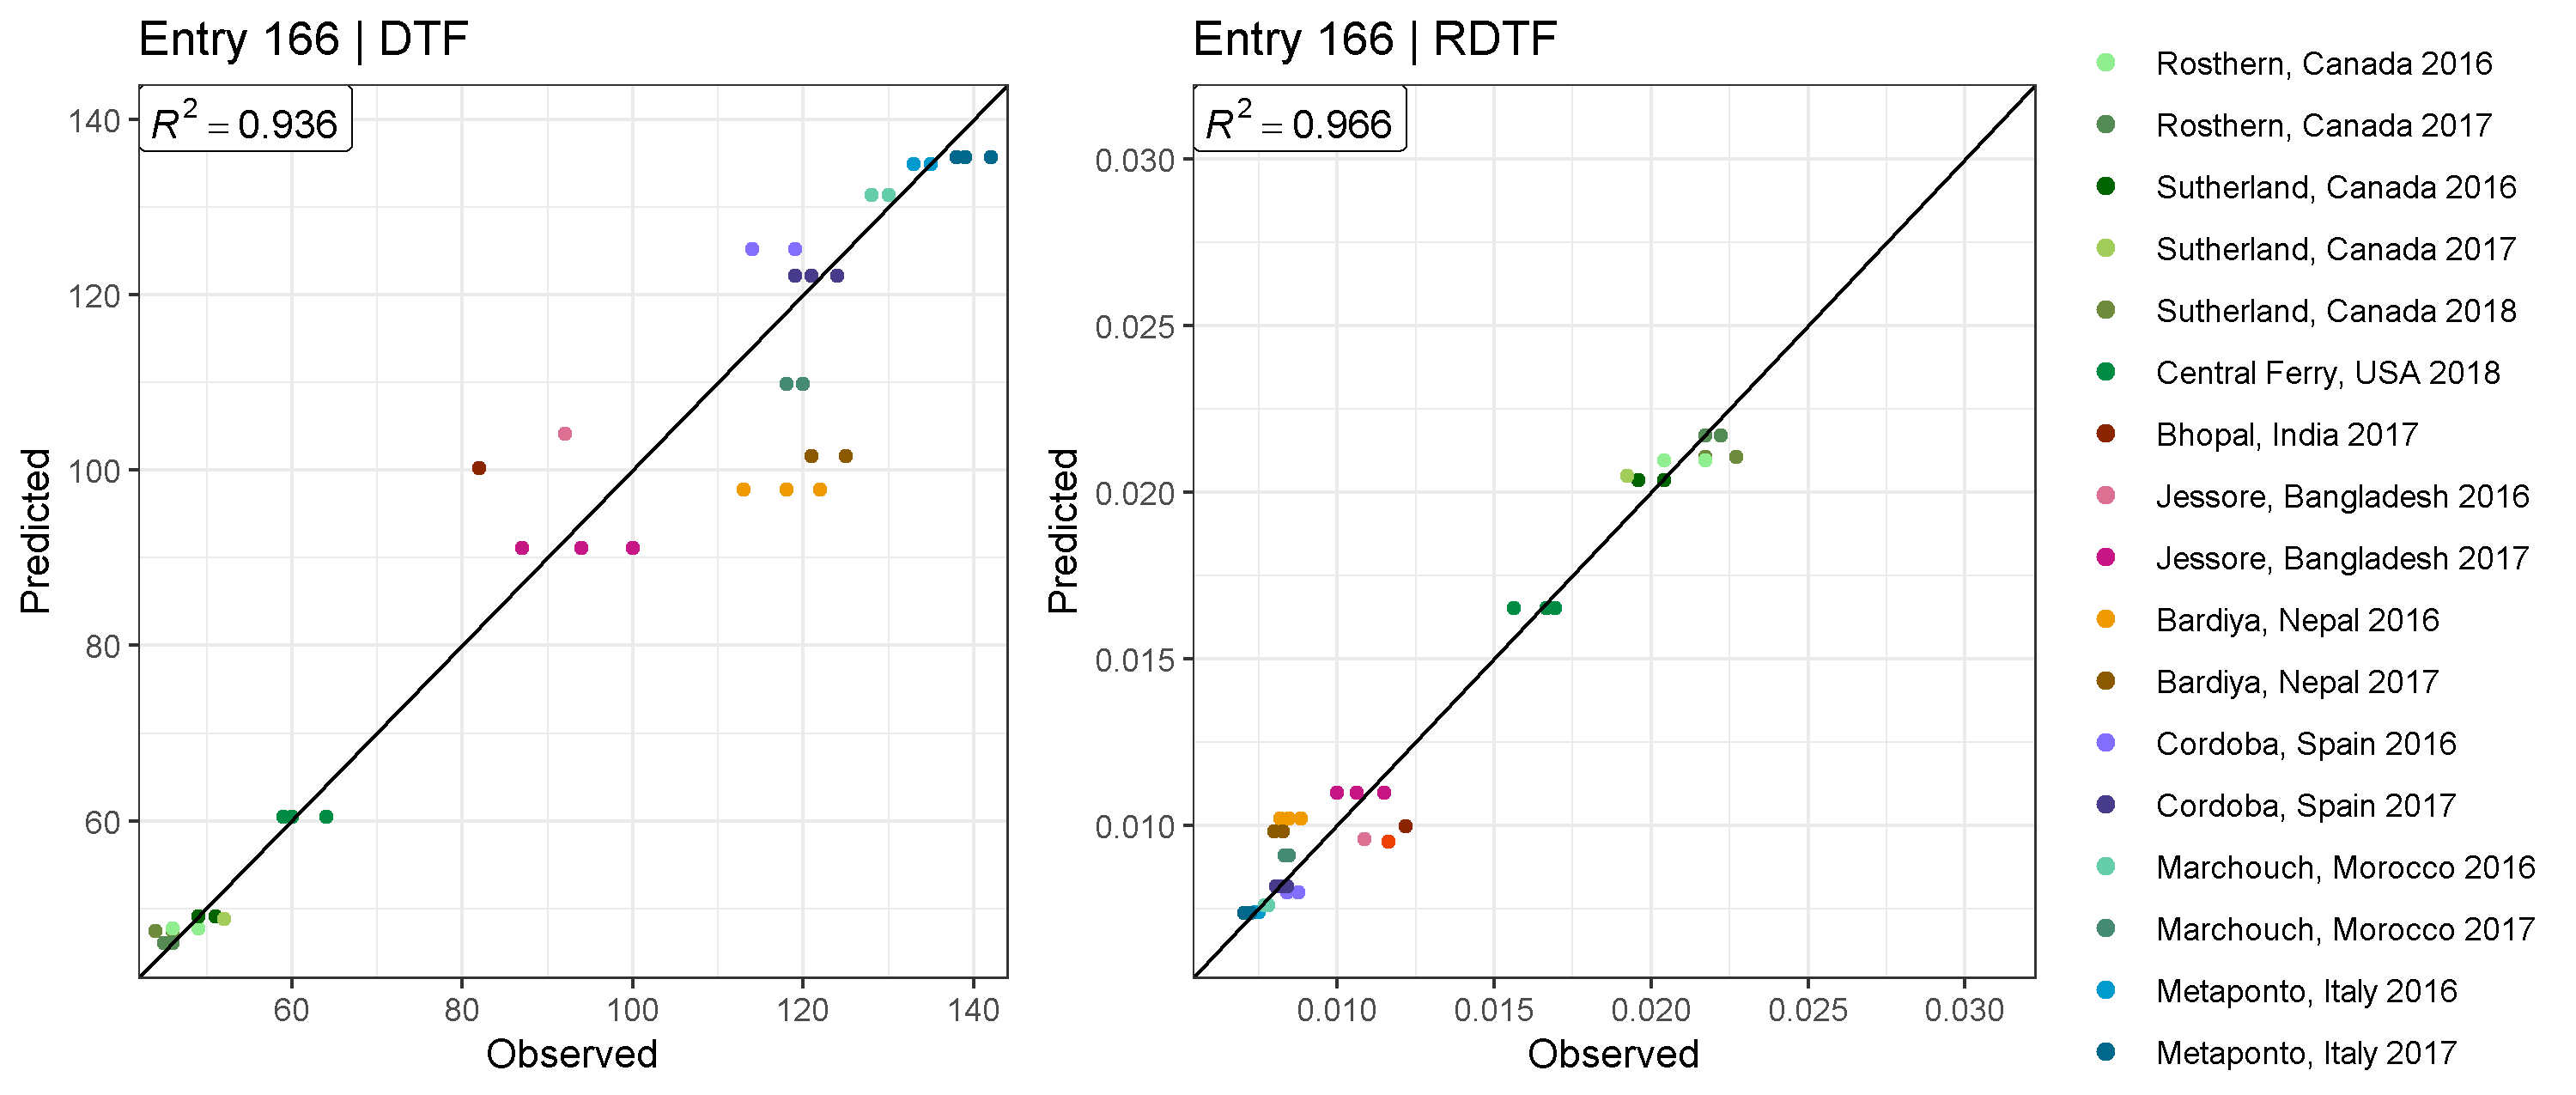 Entry 166 | DTF
R² = 0.936
140
120
100
80
60
Predicted
60 80 100 120 140
Observed
Entry 166 | RDTF
R² = 0.966
0.030
0.025
0.020
0.015
0.010
Predicted
0.010 0.015 0.020 0.025 0.030
Observed
Rosthern, Canada 2016
Rosthern, Canada 2017
Sutherland, Canada 2016
Sutherland, Canada 2017
Sutherland, Canada 2018
Central Ferry, USA 2018
Bhopal, India 2017
Jessore, Bangladesh 2016
Jessore, Bangladesh 2017
Bardiya, Nepal 2016
Bardiya, Nepal 2017
Cordoba, Spain 2016
Cordoba, Spain 2017
Marchouch, Morocco 2016
Marchouch, Morocco 2017
Metaponto, Italy 2016
Metaponto, Italy 2017